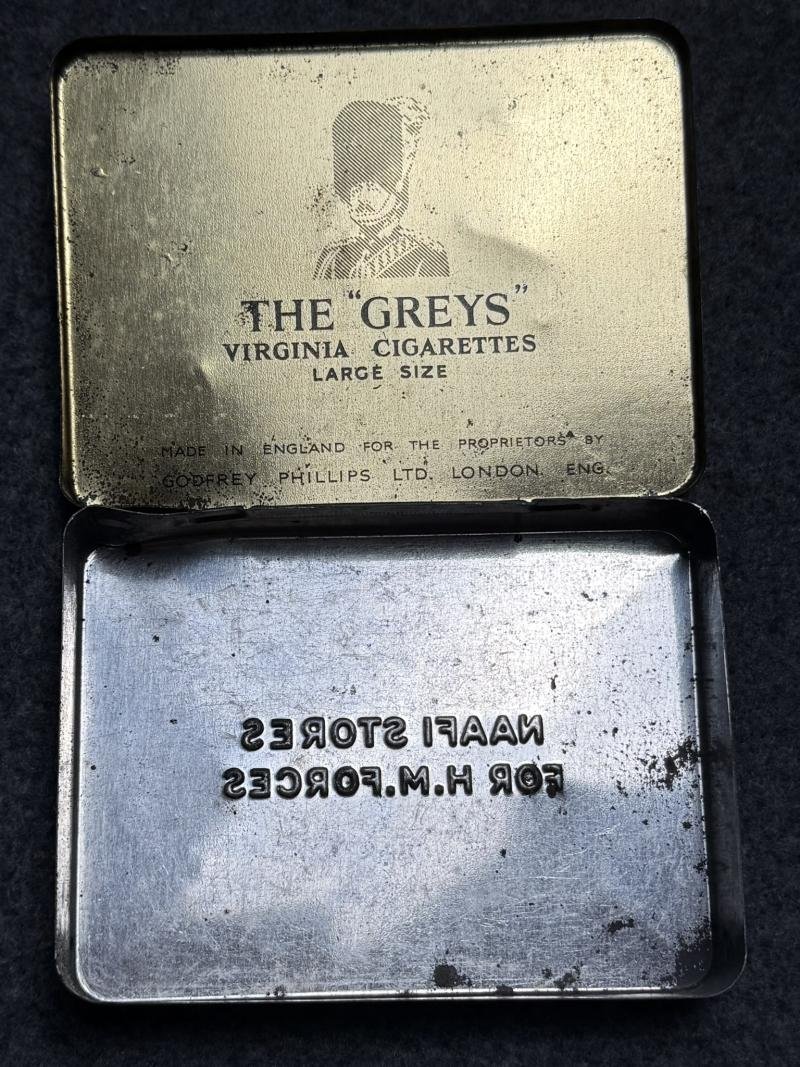 THE "GREYS"
VIRGINIA CIGARETTES
LARGE SIZE
MADE IN ENGLAND FOR THE PROPRIETORS BY
GODFREY PHILLIPS LTD. LONDON. ENG.
NAAFI STORES
FOR H.M. FORCES